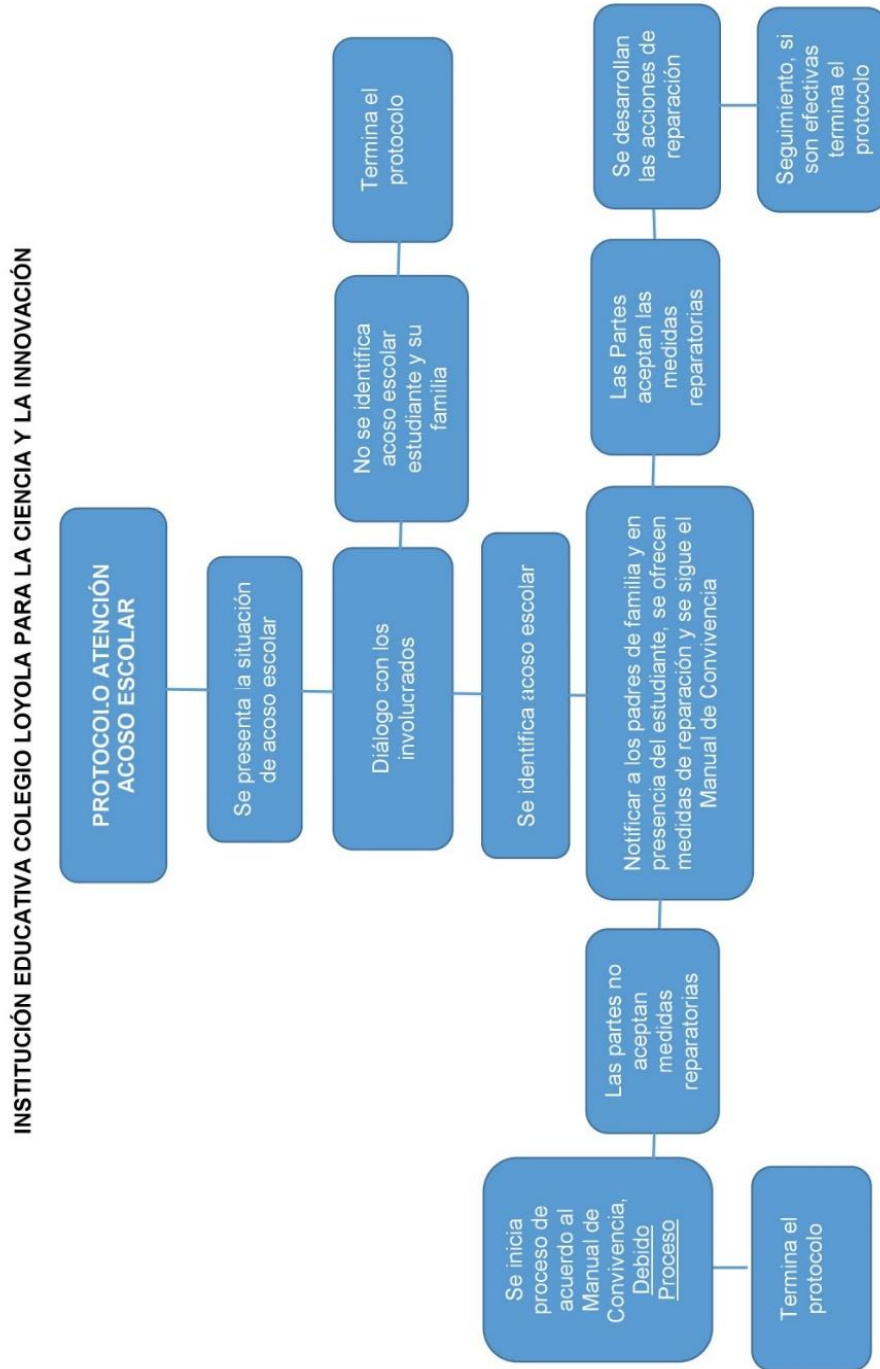 INSTITUCIÓN EDUCATIVA COLEGIO LOYOLA PARA LA CIENCIA Y LA INNOVACIÓN
PROTOCOLO ATENCIÓN
ACOSO ESCOLAR
Se presenta la situación
de acoso escolar
Diálogo con los
involucrados
No se identifica
acoso escolar
estudiante y su
familia
Termina el
protocolo
Se identifica acoso escolar
Notificar a los padres de familia y en
presencia del estudiante, se ofrecen
medidas de reparación y se sigue el
Manual de Convivencia
Las partes no
aceptan
medidas
reparatorias
Se inicia
proceso de
acuerdo al
Manual de
Convivencia,
Debido
Proceso
Termina el
protocolo
Las Partes
aceptan las
medidas
reparatorias
Se desarrollan
las acciones de
reparación
Seguimiento, si
son efectivas
termina el
protocolo